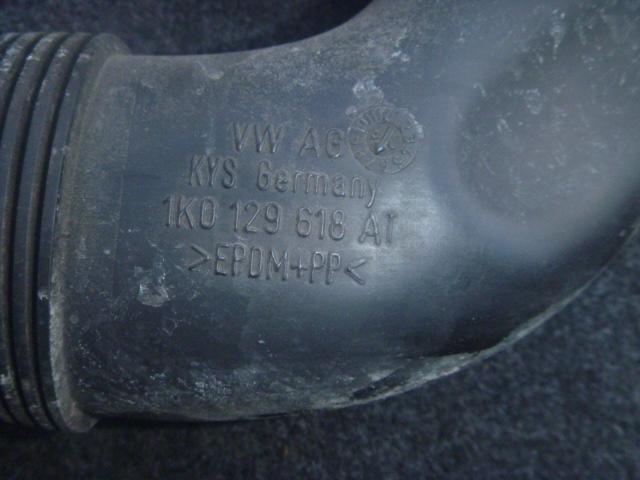 VW AG
KYS Germany
1K0 129 618 AT
>EPDM+PP<